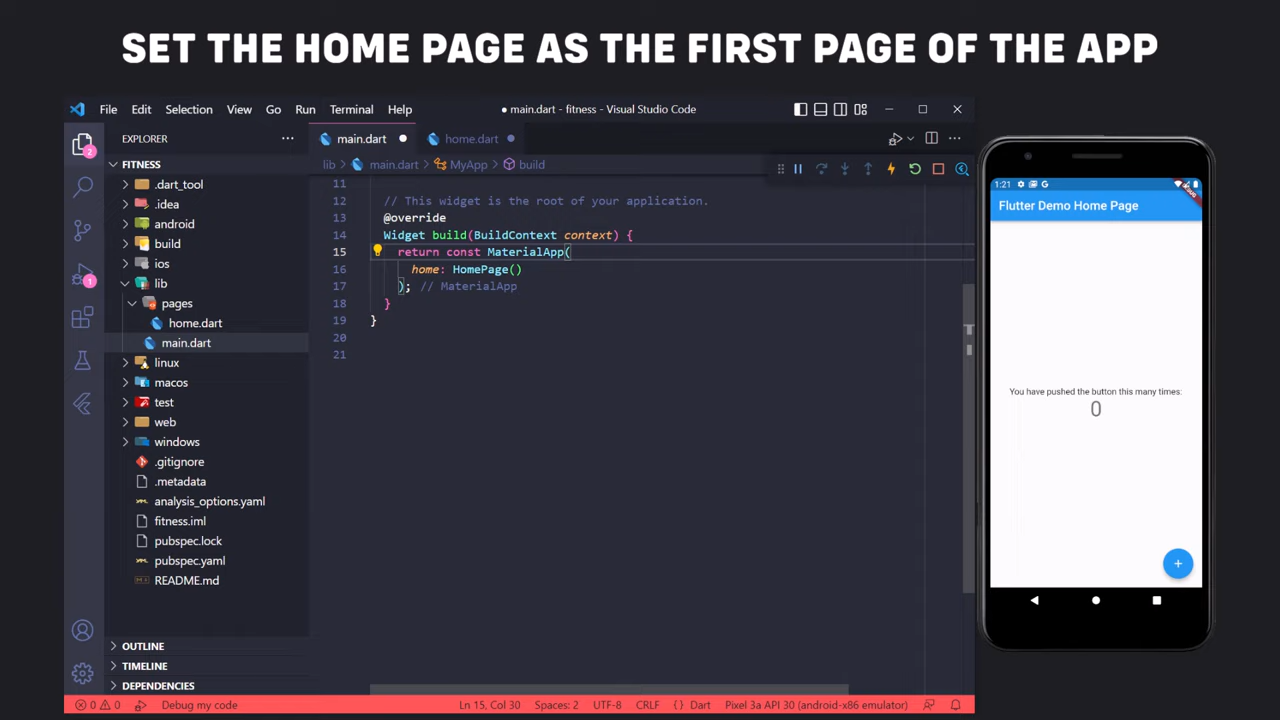 SET THE HOME PAGE AS THE FIRST PAGE OF THE APP
File Edit Selection View Go Run Terminal Help
● main.dart - fitness - Visual Studio Code
EXPLORER
main.dart
home.dart
FITNESS
lib > main.dart > MyApp > build
.dart_tool
.idea
android
build
ios
lib
pages
home.dart
main.dart
linux
macos
test
web
windows
.gitignore
.metadata
analysis_options.yaml
fitness.iml
pubspec.lock
pubspec.yaml
README.md
OUTLINE
TIMELINE
DEPENDENCIES
2
1
11
12 // This widget is the root of your application.
13 @override
14 Widget build(BuildContext context) {
15 return const MaterialApp(
16 home: HomePage()
17 ); // MaterialApp
18 }
19 }
20
21
0 0 Debug my code Ln 15, Col 30 Spaces: 2 UTF-8 CRLF {} Dart Pixel 3a API 30 (android-x86 emulator)
1:21 G
Flutter Demo Home Page
You have pushed the button this many times:
0
+